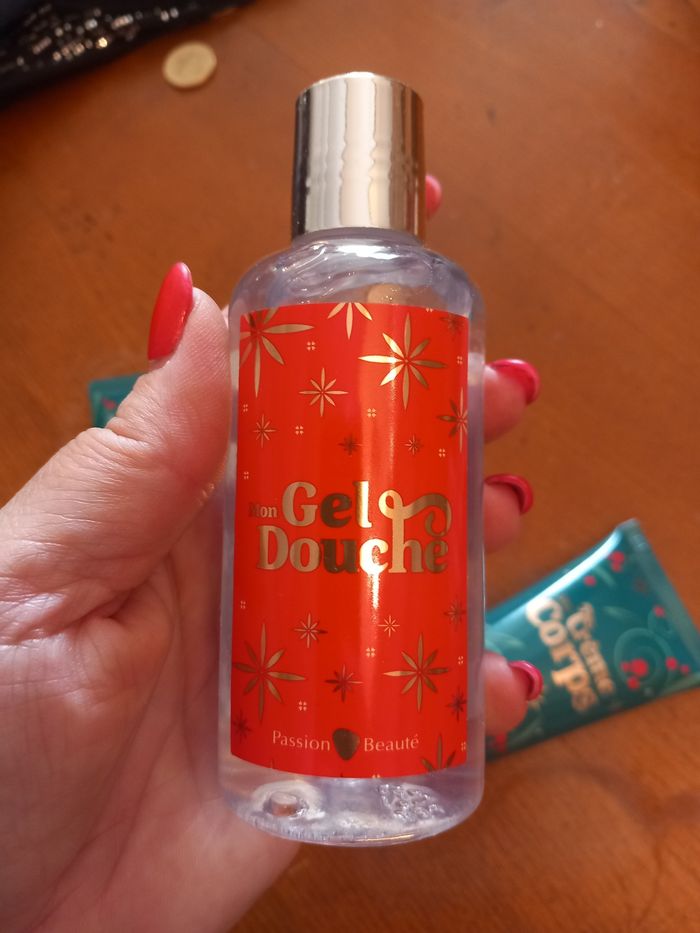 Mon Gel
Douche
Passion Beauté
Crème
Corps